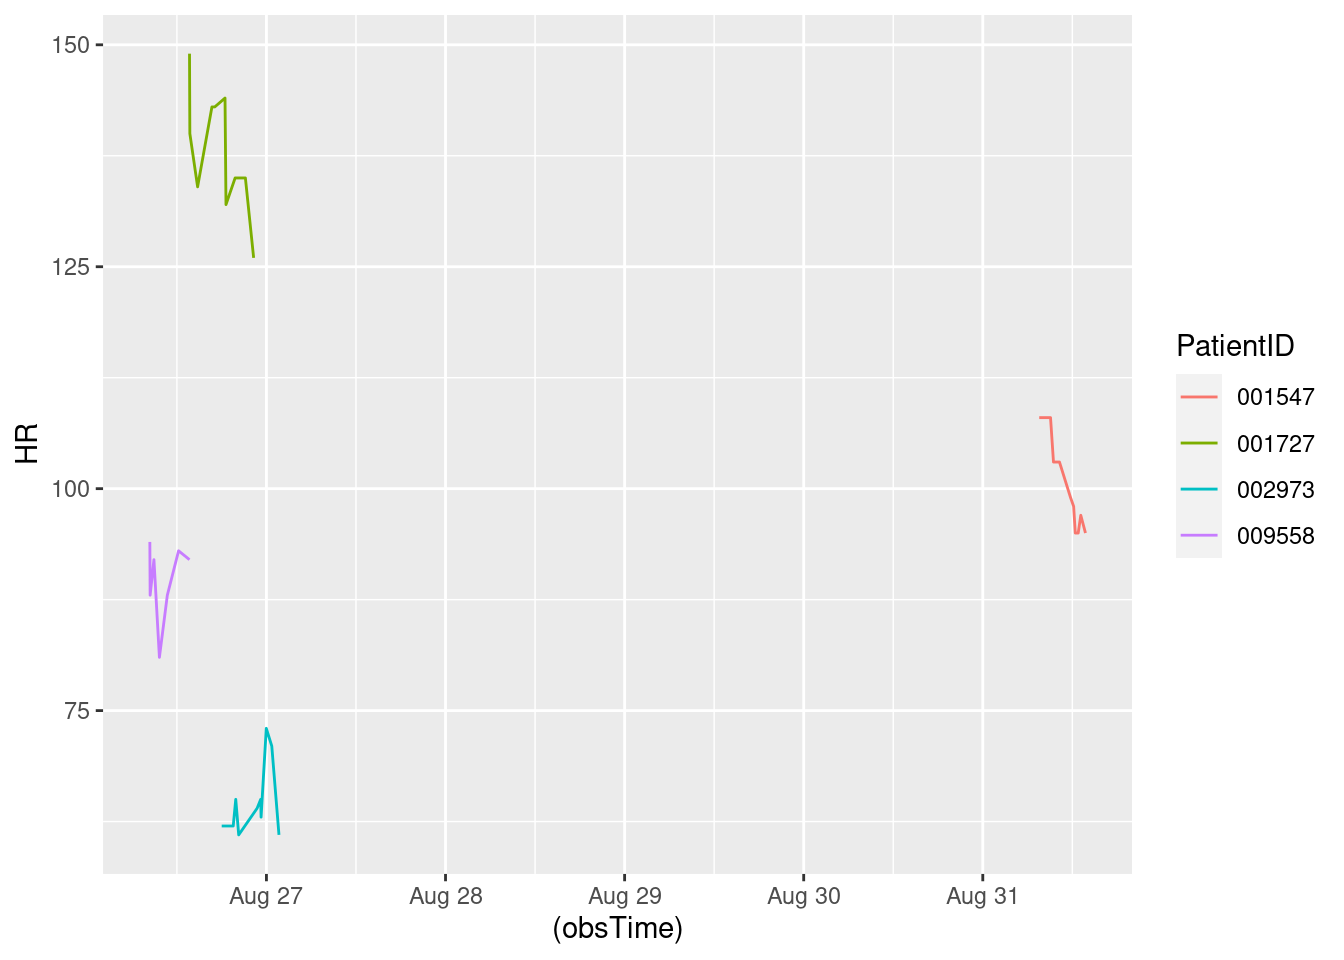 150
125
100
75
HR
Aug 27
Aug 28
Aug 29
Aug 30
Aug 31
(obsTime)
PatientID
001547
001727
002973
009558